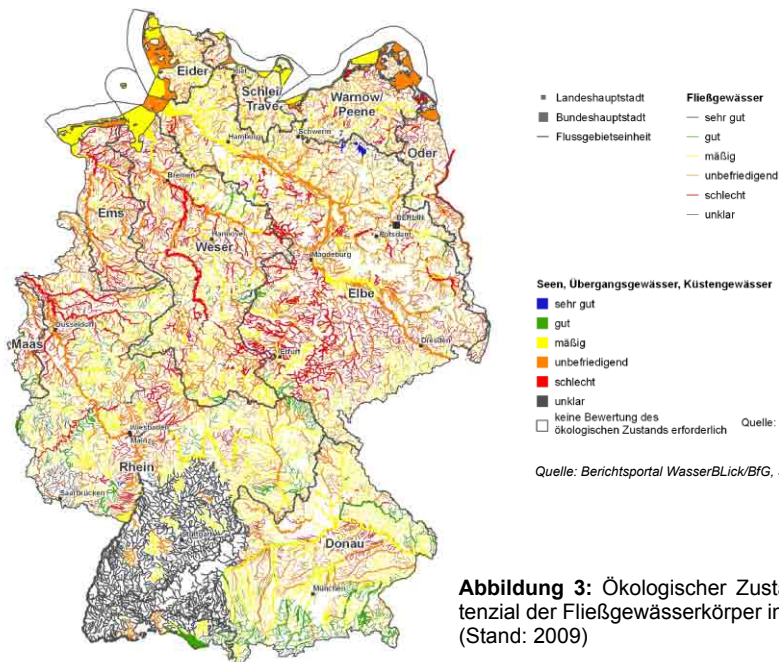 Eider
Kiel
Schlei/
Trave
Warnow/
Peene
Hamburg
Schwerin
Oder
Bremen
Ems
Hannover
Weser
BERLIN
Potsdam
Magdeburg
Elbe
Düsseldorf
Maas
Erfurt
Dresden
Wiesbaden
Mainz
Rhein
Saarbrücken
Stuttgart
Donau
München
Landeshauptstadt
Bundeshauptstadt
Flussgebietseinheit
Fließgewässer
sehr gut
gut
mäßig
unbefriedigend
schlecht
unklar
Seen, Übergangsgewässer, Küstengewässer
sehr gut
gut
mäßig
unbefriedigend
schlecht
unklar
keine Bewertung des
ökologischen Zustands erforderlich
Quelle:
Quelle: Berichtsportal WasserBLick/BfG,
Abbildung 3: Ökologischer Zusta
tenzial der Fließgewässerkörper in
(Stand: 2009)